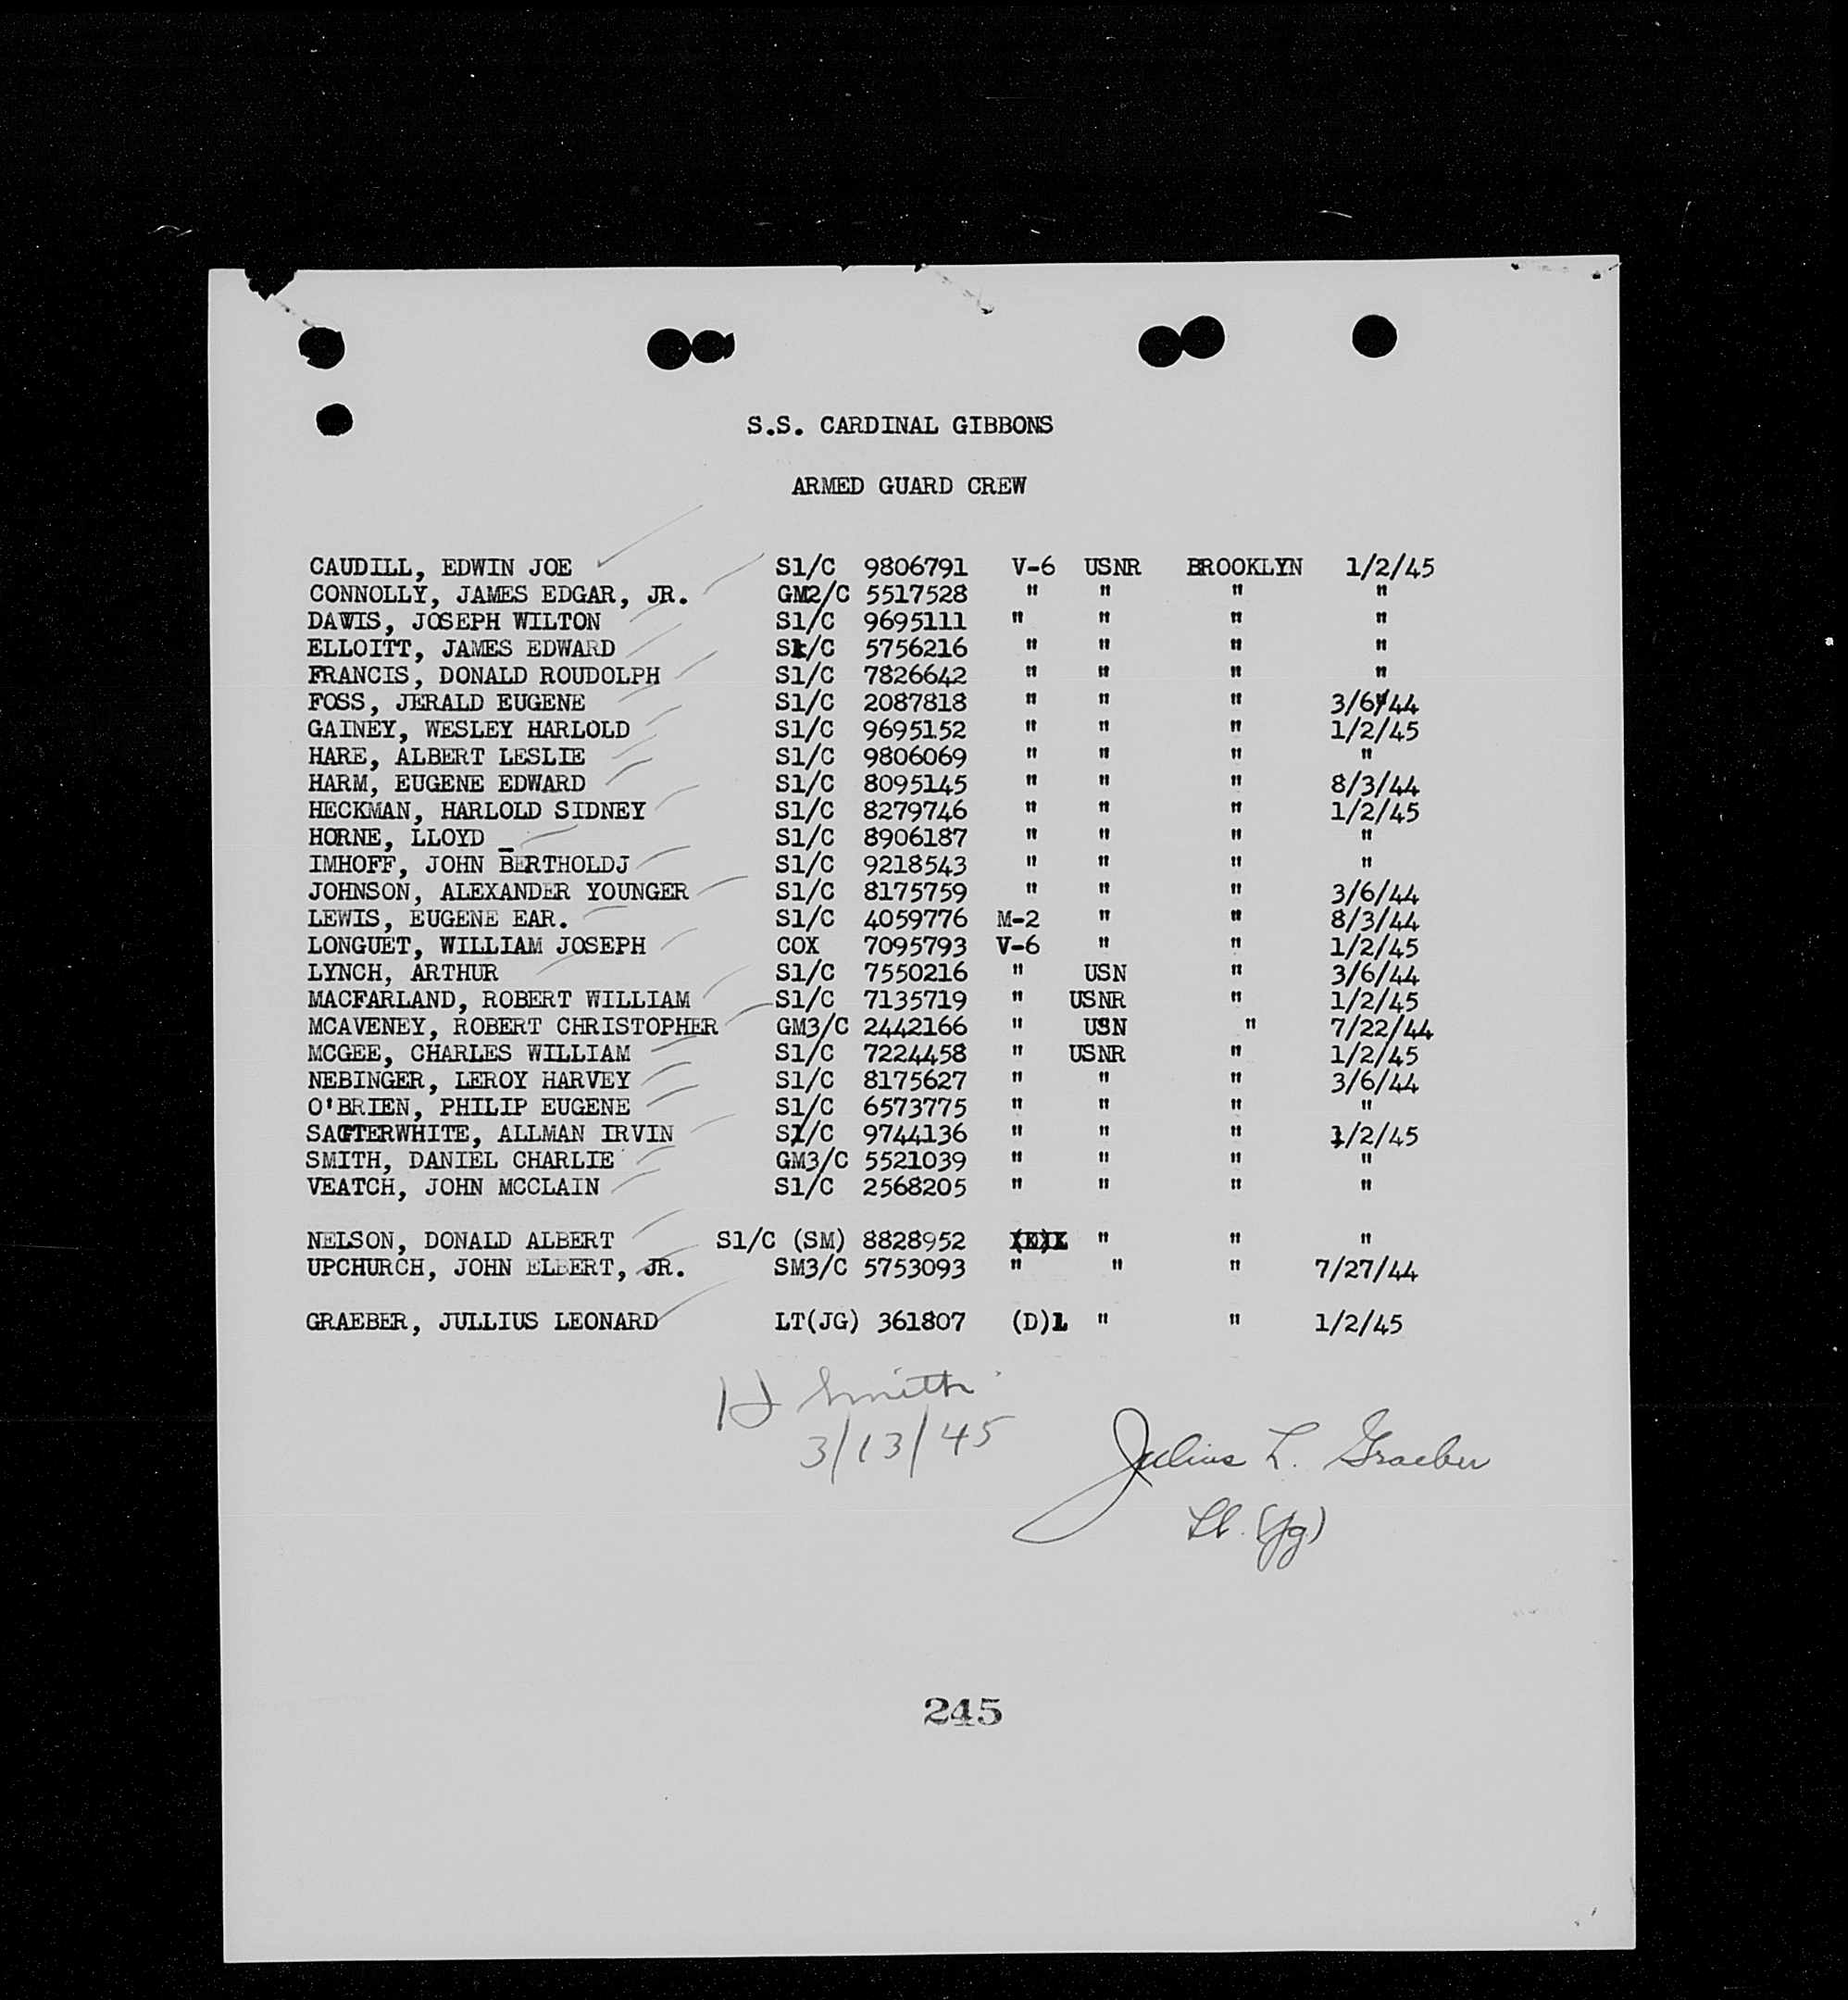 S.S. CARDINAL GIBBONS
ARMED GUARD CREW
CAUDILL, EDWIN JOE S1/C 9806791 V-6 USNR BROOKLYN 1/2/45
CONNOLLY, JAMES EDGAR, JR. GM2/C 5517528 " " " "
DAVIS, JOSEPH WILTON S1/C 9695111 " " " "
ELLOITT, JAMES EDWARD S1/C 5756216 " " " "
FRANCIS, DONALD ROUDOLPH S1/C 7826642 " " " "
FOSS, JERALD EUGENE S1/C 2087818 " " " 3/6/44
GAINEY, WESLEY HARLOLD S1/C 9695152 " " " 1/2/45
HARE, ALBERT LESLIE S1/C 9806069 " " " "
HARM, EUGENE EDWARD S1/C 8095145 " " " 8/3/44
HECKMAN, HARLOLD SIDNEY S1/C 8279746 " " " 1/2/45
HORNE, LLOYD _ S1/C 8906187 " " " "
IMHOFF, JOHN BERTHOLDJ S1/C 9218543 " " " "
JOHNSON, ALEXANDER YOUNGER S1/C 8175759 " " " 3/6/44
LEWIS, EUGENE EAR. S1/C 4059776 M-2 " " 8/3/44
LONGUET, WILLIAM JOSEPH COX 7095793 V-6 " " 1/2/45
LYNCH, ARTHUR S1/C 7550216 " USN " 3/6/44
MACFARLAND, ROBERT WILLIAM S1/C 7135719 " USNR " 1/2/45
MCAVENEY, ROBERT CHRISTOPHER GM3/C 2442166 " USN " 7/22/44
MCGEE, CHARLES WILLIAM S1/C 7224458 " USNR " 1/2/45
NEBINGER, LEROY HARVEY S1/C 8175627 " " " 3/6/44
O'BRIEN, PHILIP EUGENE S1/C 6573775 " " " "
SATTERWHITE, ALLMAN IRVIN S1/C 9744136 " " " 1/2/45
SMITH, DANIEL CHARLIE GM3/C 5521039 " " " "
VEATCH, JOHN MCCLAIN S1/C 2568205 " " " "
NELSON, DONALD ALBERT S1/C (SM) 8828952 " " "
UPCHURCH, JOHN ELBERT, JR. SM3/C 5753093 " " " 7/27/44
GRAEBER, JULLIUS LEONARD LT(JG) 361807 (D)1 " " 1/2/45
Smith
3/13/45
Julius L. Graeber
Lt. (jg)
245